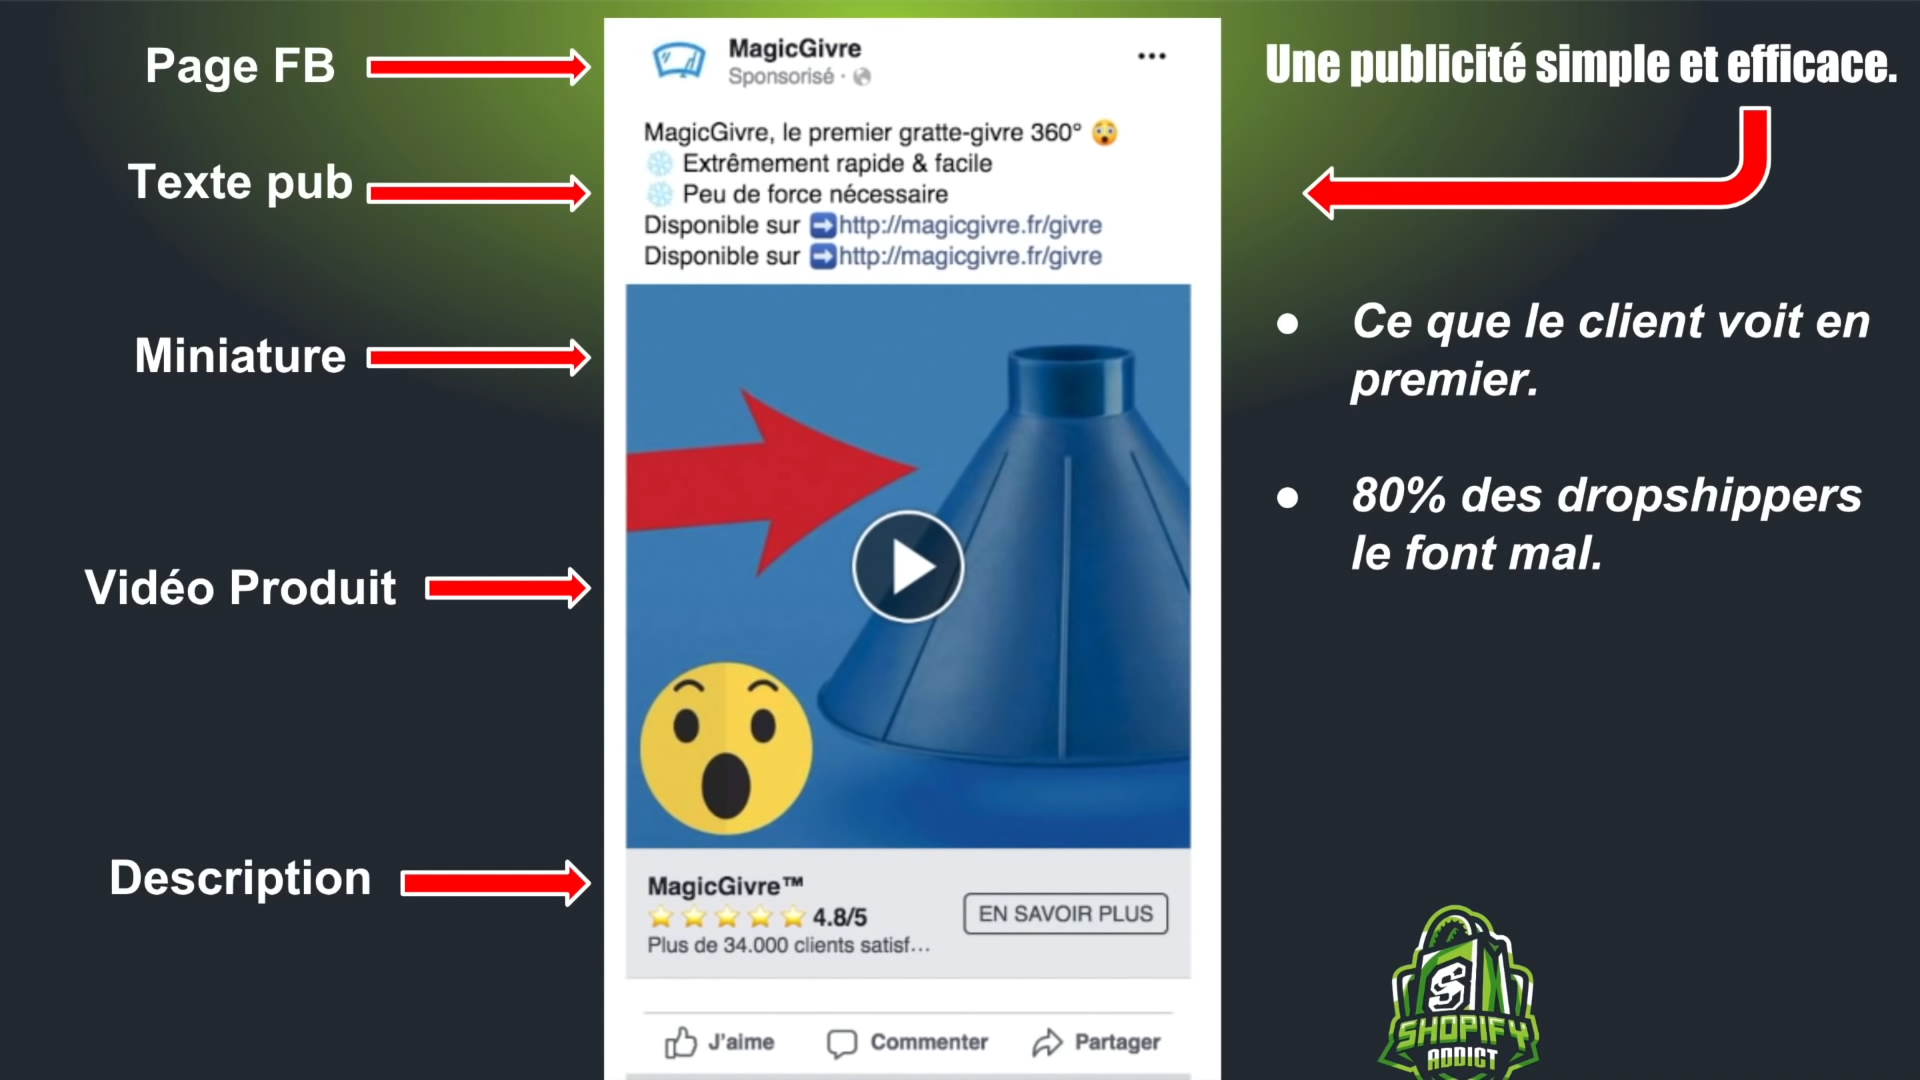 Page FB
Texte pub
Miniature
Vidéo Produit
Description
MagicGivre
Sponsorisé ·
MagicGivre, le premier gratte-givre 360° 😲
❄️ Extrêmement rapide & facile
❄️ Peu de force nécessaire
Disponible sur ➡️http://magicgivre.fr/givre
Disponible sur ➡️http://magicgivre.fr/givre
MagicGivre™
⭐⭐⭐⭐⭐ 4.8/5
Plus de 34.000 clients satisf...
EN SAVOIR PLUS
J'aime
Commenter
Partager
Une publicité simple et efficace.
● Ce que le client voit en
premier.
● 80% des dropshippers
le font mal.
S
SHOPIFY
ADDICT